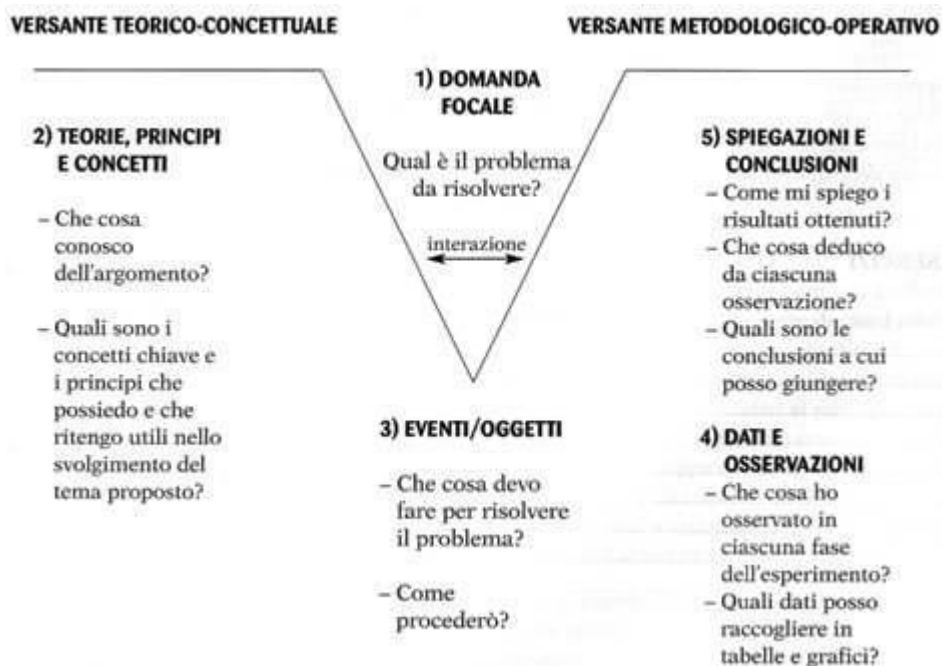 VERSANTE TEORICO-CONCETTUALE
VERSANTE METODOLOGICO-OPERATIVO
1) DOMANDA
FOCALE
Qual è il problema
da risolvere?
interazione
2) TEORIE, PRINCIPI
E CONCETTI
– Che cosa
conosco
dell'argomento?
– Quali sono i
concetti chiave e
i principi che
possiedo e che
ritengo utili nello
svolgimento del
tema proposto?
3) EVENTI/OGGETTI
– Che cosa devo
fare per risolvere
il problema?
– Come
procederò?
5) SPIEGAZIONI E
CONCLUSIONI
– Come mi spiego i
risultati ottenuti?
– Che cosa deduco
da ciascuna
osservazione?
– Quali sono le
conclusioni a cui
posso giungere?
4) DATI E
OSSERVAZIONI
– Che cosa ho
osservato in
ciascuna fase
dell'esperimento?
– Quali dati posso
raccogliere in
tabelle e grafici?